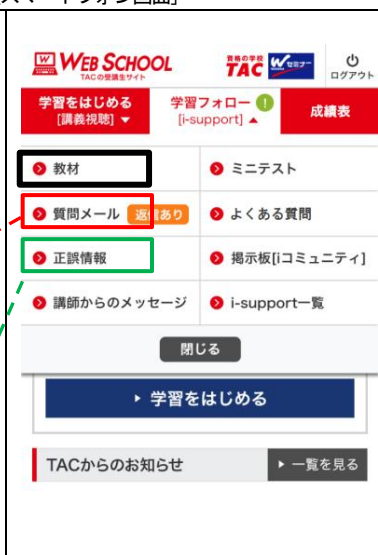 スマートフォン画面]
WEB SCHOOL
TACの受講生サイト
資格の学校
TAC Wセミナー
ログアウト
学習をはじめる
[講義視聴] ▼
学習フォロー !
[i-support] ▲
成績表
教材
ミニテスト
質問メール 返信あり
よくある質問
正誤情報
掲示板[iコミュニティ]
講師からのメッセージ
i-support一覧
閉じる
学習をはじめる
TACからのお知らせ
一覧を見る